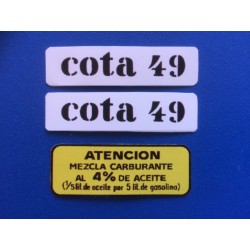 cota 49
cota 49
ATENCION
MEZCLA CARBURANTE
AL 4% DE ACEITE
(1/5 lit. de aceite por 5 lit. de gasolina)